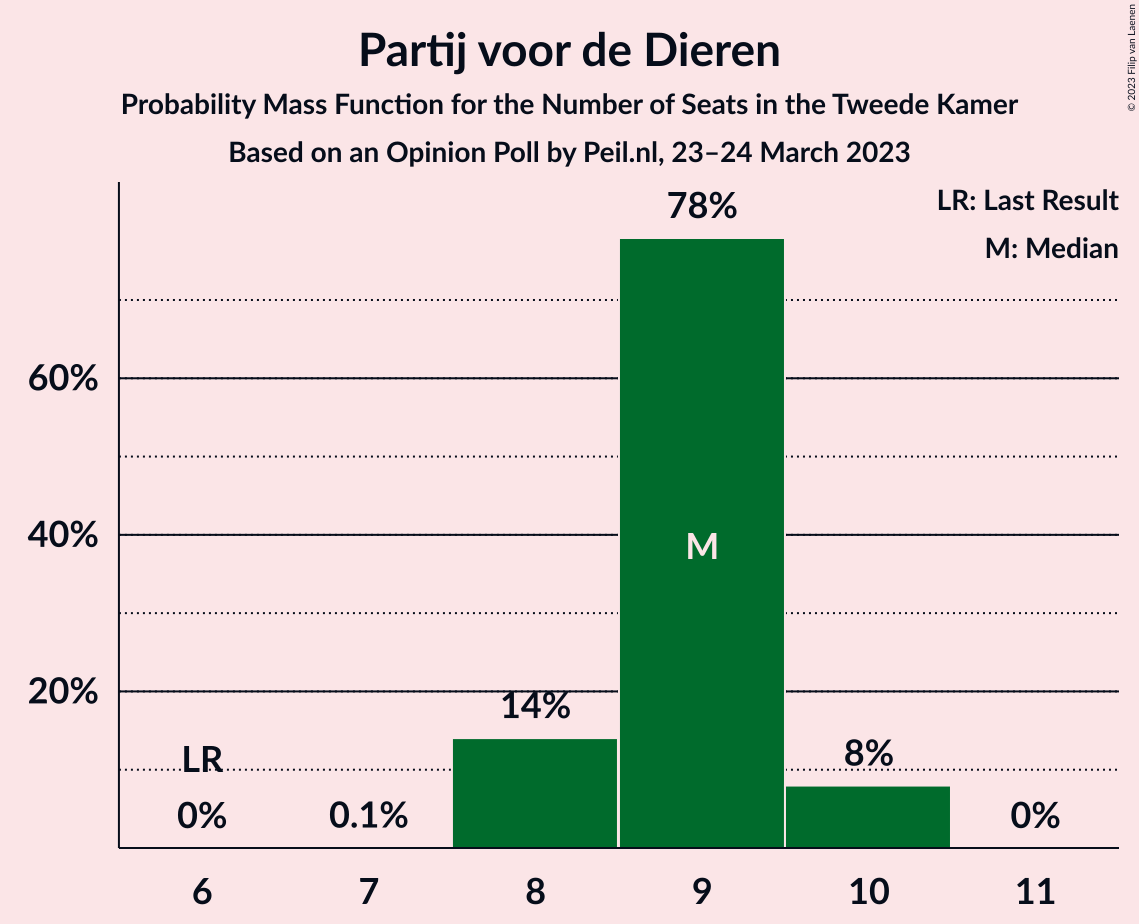 Partij voor de Dieren
Probability Mass Function for the Number of Seats in the Tweede Kamer
Based on an Opinion Poll by Peil.nl, 23–24 March 2023
© 2023 Filip van Laenen
LR: Last Result
M: Median
78%
60%
40%
M
20%
14%
LR
8%
0%
0.1%
0%
6 7 8 9 10 11